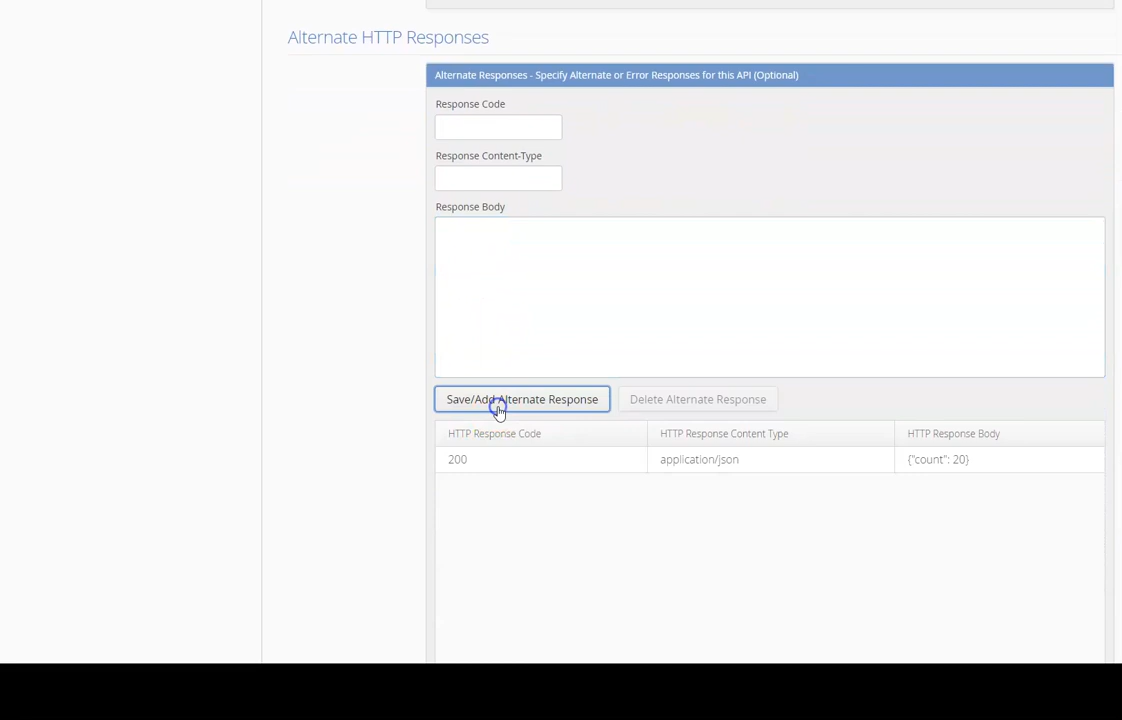 Alternate HTTP Responses
Alternate Responses - Specify Alternate or Error Responses for this API (Optional)
Response Code
Response Content-Type
Response Body
Save/Add Alternate Response
Delete Alternate Response
HTTP Response Code
HTTP Response Content Type
HTTP Response Body
200
application/json
{"count": 20}